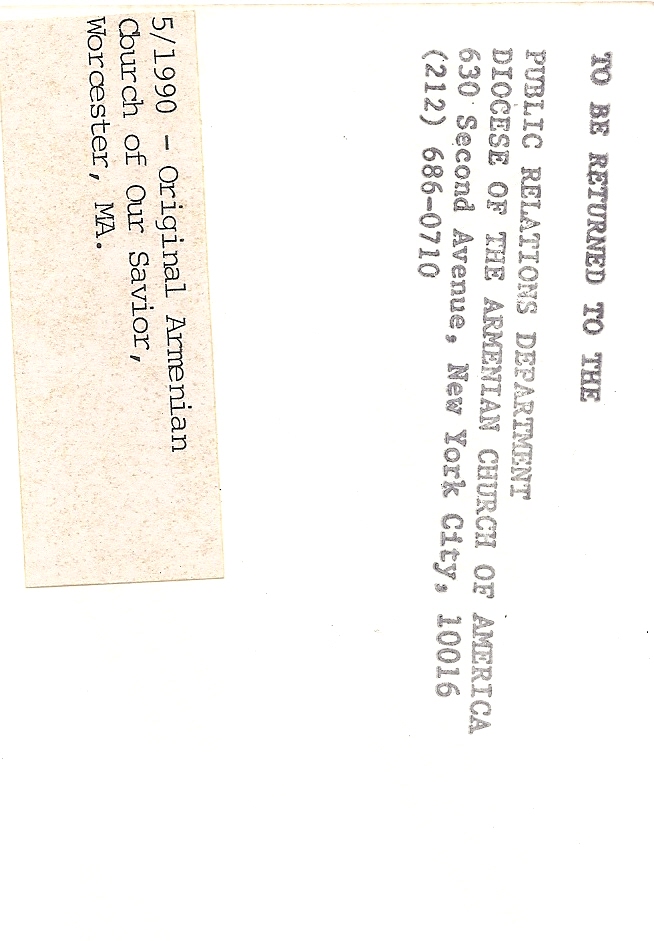 TO BE RETURNED TO THE
PUBLIC RELATIONS DEPARTMENT
DIOCESE OF THE ARMENIAN CHURCH OF AMERICA
630 Second Avenue, New York City, 10016
(212) 686-0710
5/1990 - Original Armenian
Church of Our Savior,
Worcester, MA.